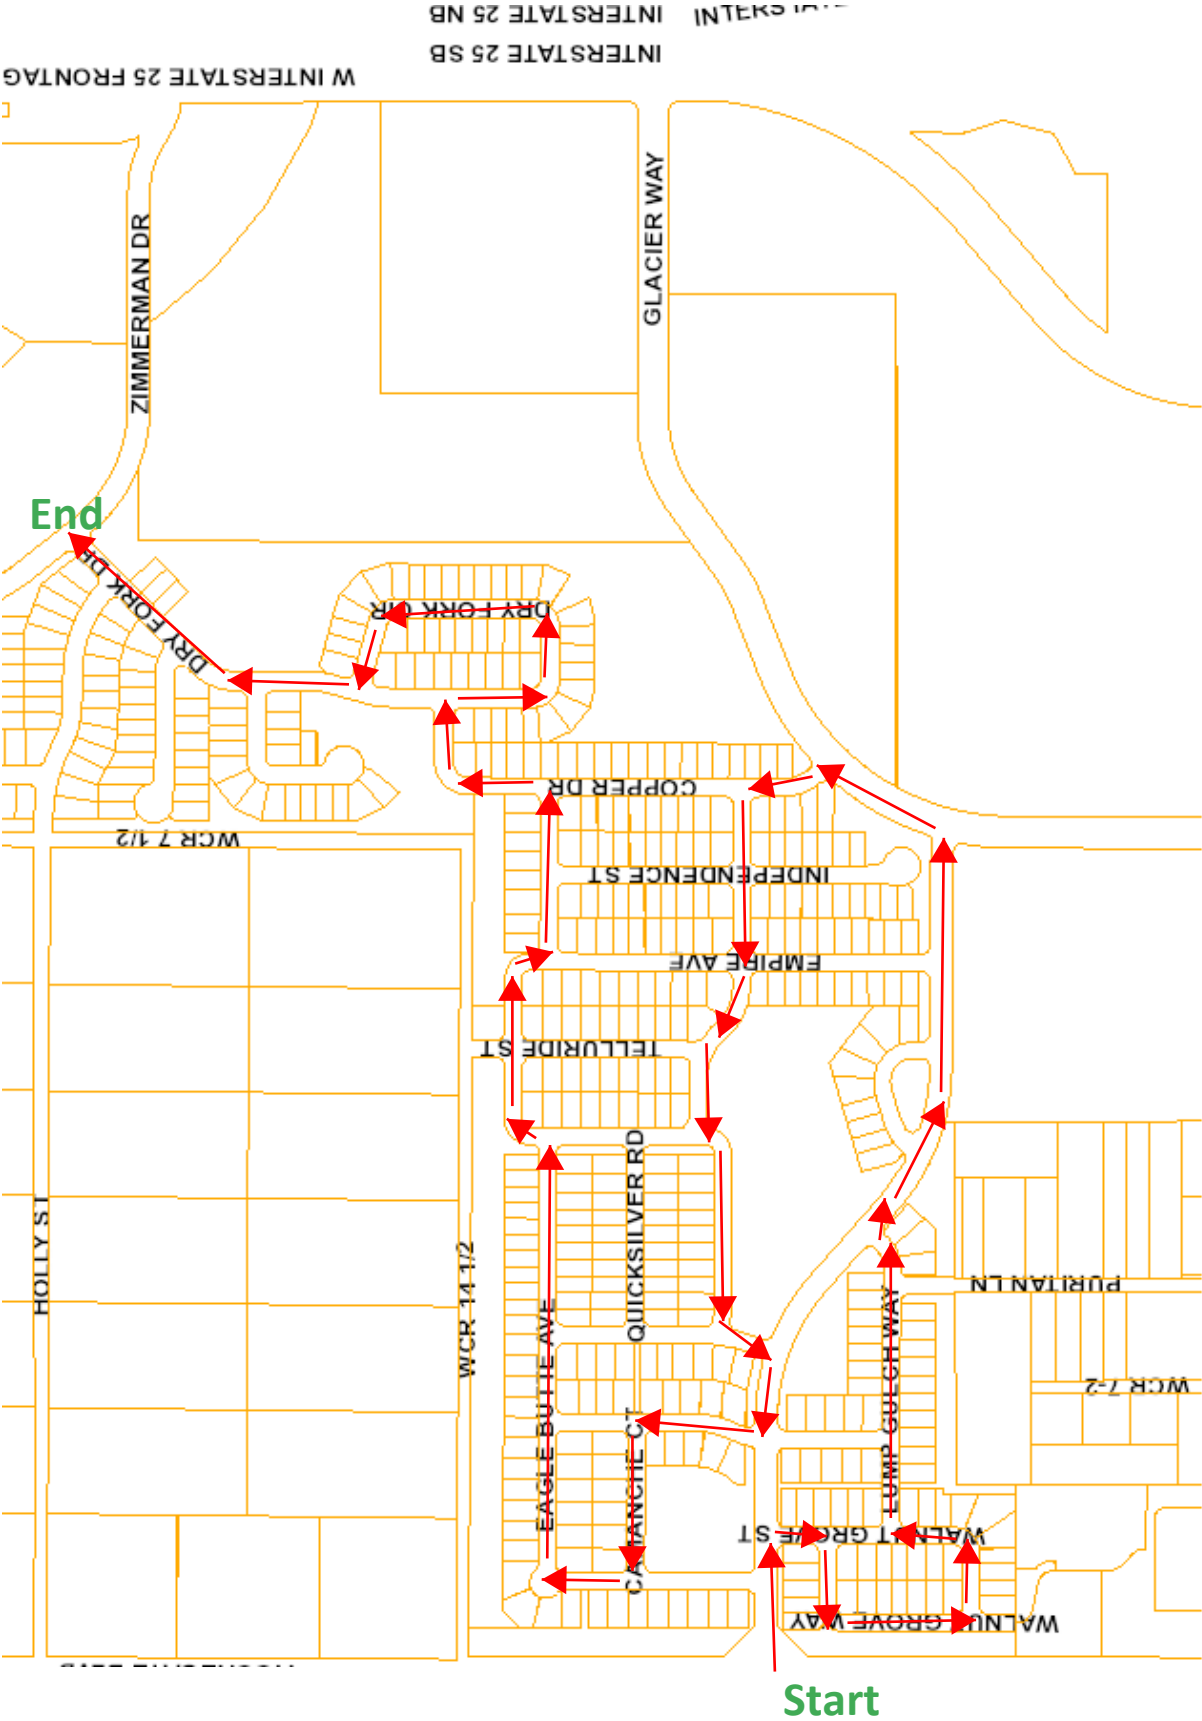 INTERSTATE 25 NB
INTERSTATE 25 SB
W INTERSTATE 25 FRONTAG
GLACIER WAY
ZIMMERMAN DR
End
DRY FORK DR
DRY FORK CIR
COPPER DR
WCR 7 1/2
INDEPENDENCE ST
EMPIRE AVE
TELLURIDE ST
QUICKSILVER RD
HOLLY ST
WCR 14 1/2
PURITAN LN
EAGLE BUTTE AVE
LUMP GULCH WAY
WCR 7-2
CAMANCHE CT
WALNUT GROVE ST
WALNUT GROVE WAY
Start